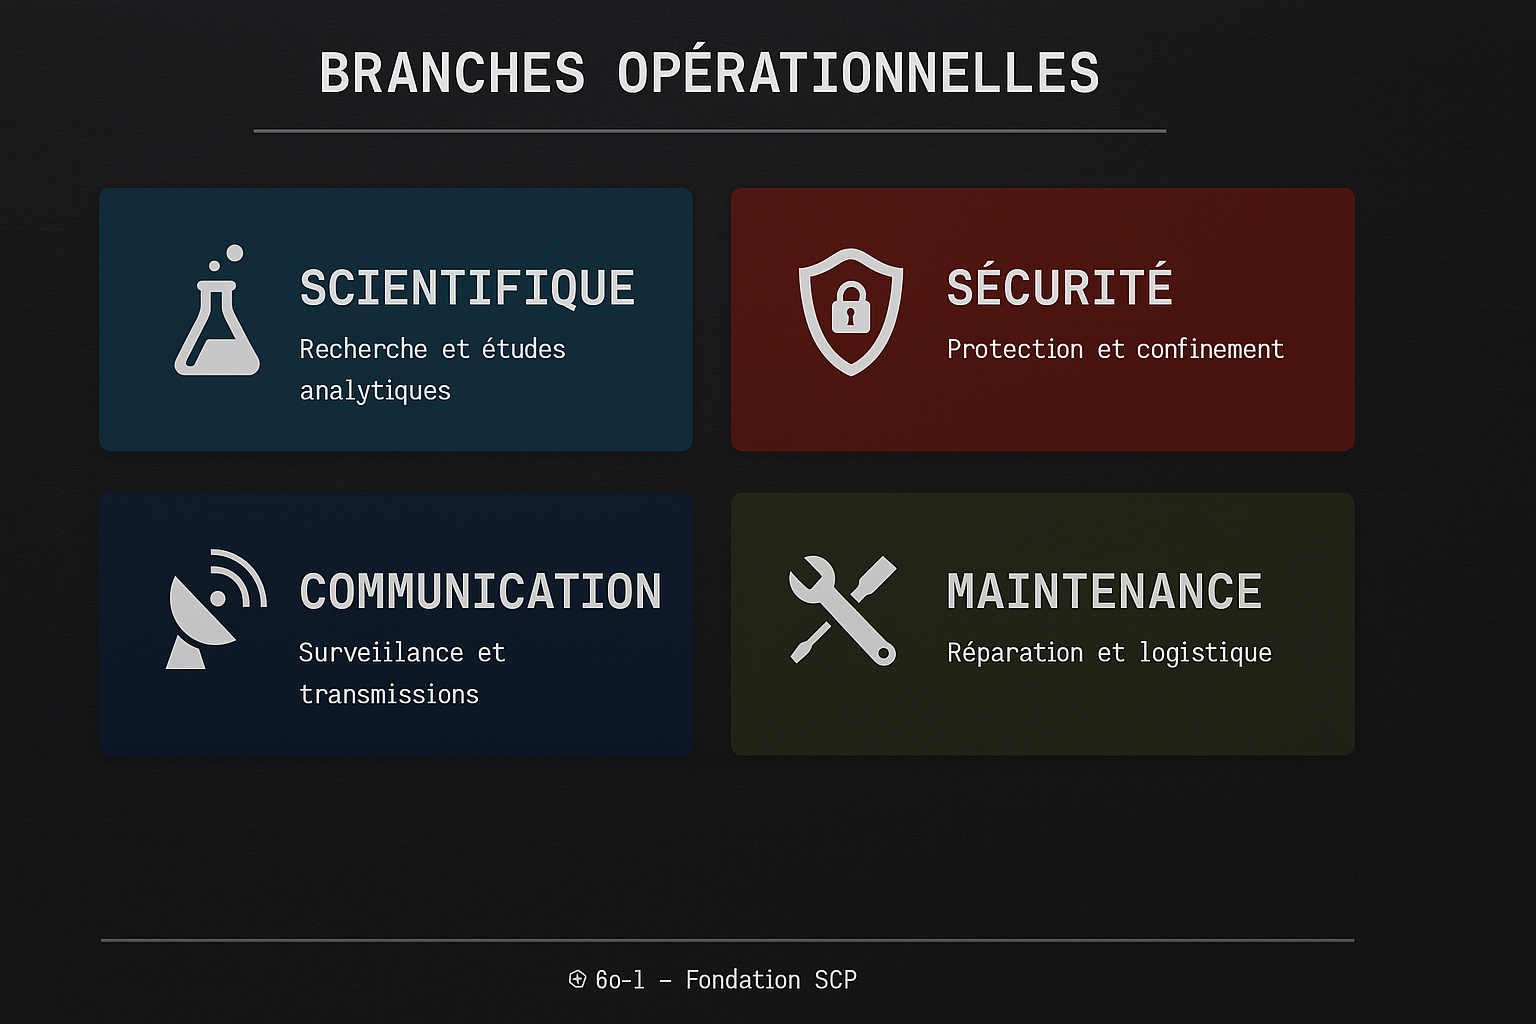 BRANCHES OPÉRATIONNELLES
SCIENTIFIQUE
Recherche et études
analytiques
SÉCURITÉ
Protection et confinement
COMMUNICATION
Surveiilance et
transmissions
MAINTENANCE
Réparation et logistique
6o-l – Fondation SCP